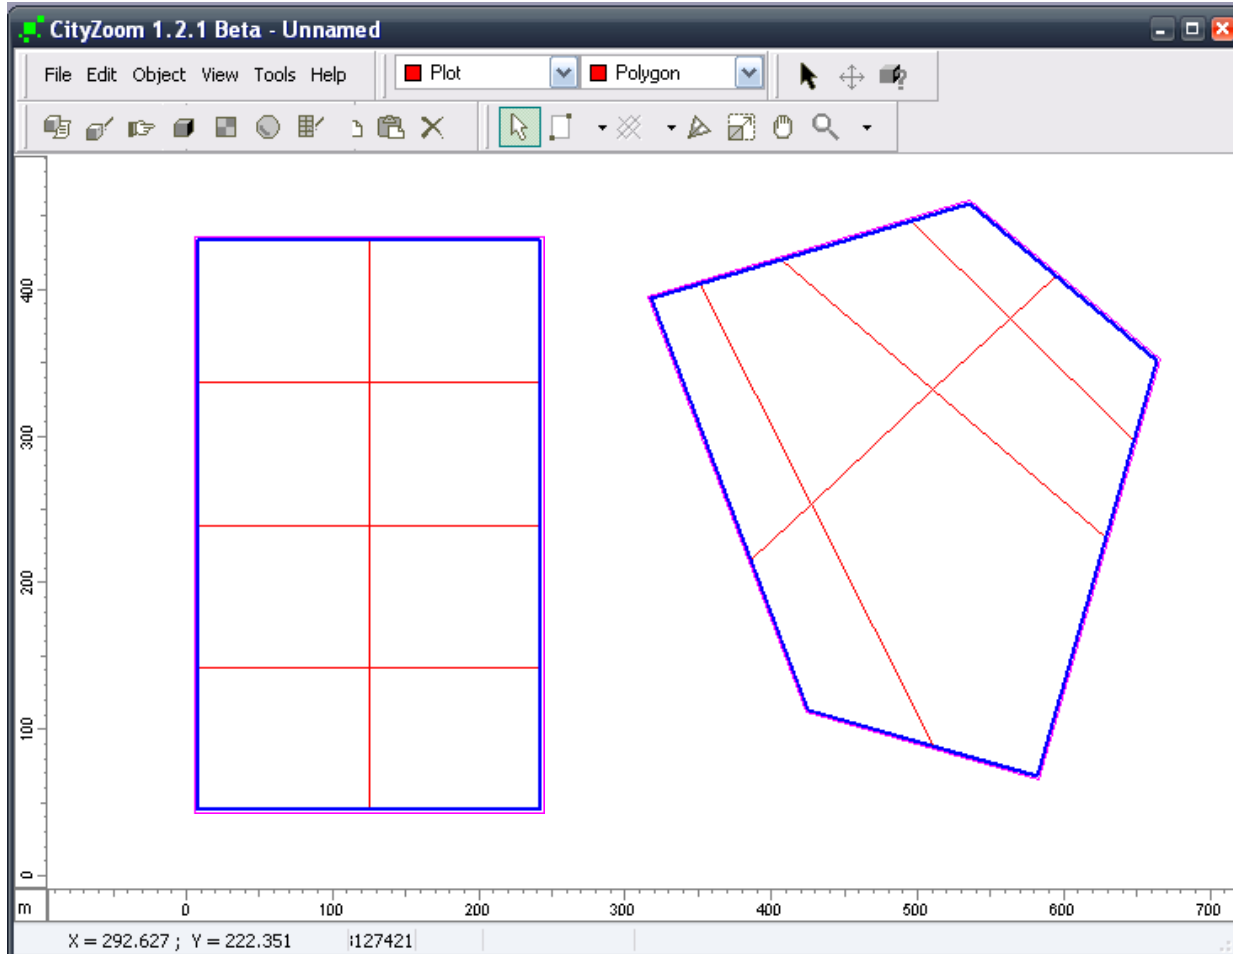 CityZoom 1.2.1 Beta - Unnamed
File Edit Object View Tools Help Plot Polygon
400
300
200
100
0
m 0 100 200 300 400 500 600 700
X = 292.627 ; Y = 222.351 127421